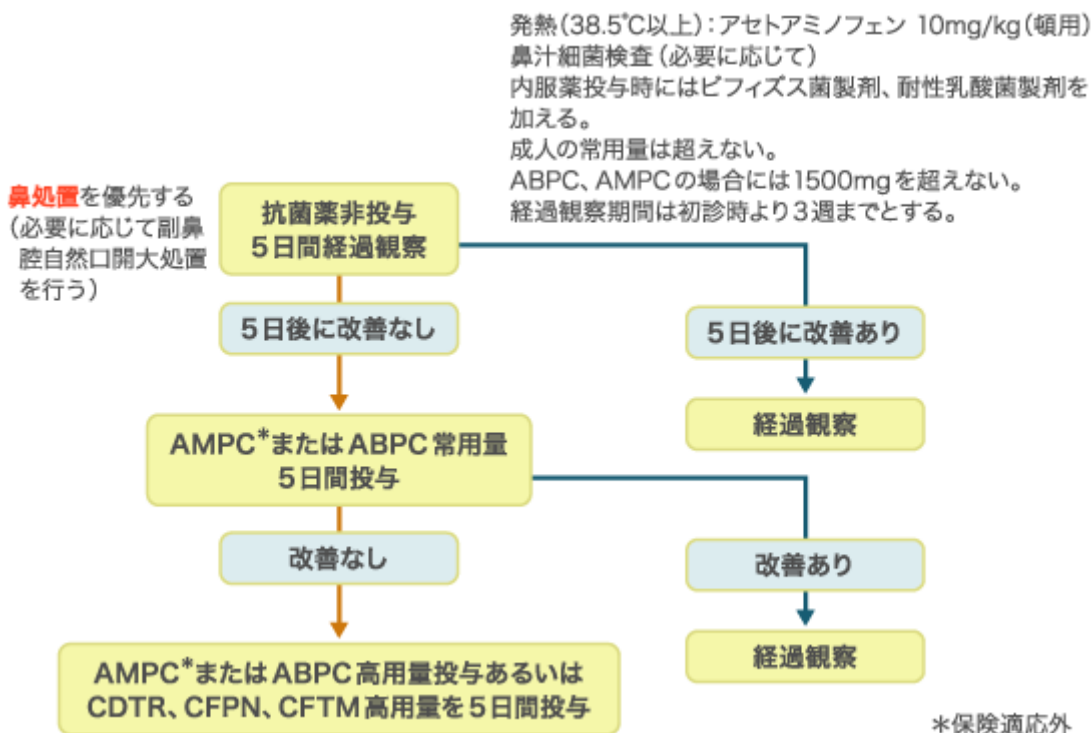 発熱(38.5℃以上):アセトアミノフェン 10mg/kg(頓用)
鼻汁細菌検査(必要に応じて)
内服薬投与時にはビフィズス菌製剤、耐性乳酸菌製剤を
加える。
成人の常用量は超えない。
ABPC、AMPCの場合には1500mgを超えない。
経過観察期間は初診時より3週までとする。
鼻処置を優先する
(必要に応じて副鼻
腔自然口開大処置
を行う)
抗菌薬非投与
5日間経過観察
5日後に改善なし
5日後に改善あり
経過観察
AMPC*またはABPC常用量
5日間投与
改善なし
改善あり
経過観察
AMPC*またはABPC高用量投与あるいは
CDTR、CFPN、CFTM高用量を5日間投与
*保険適応外